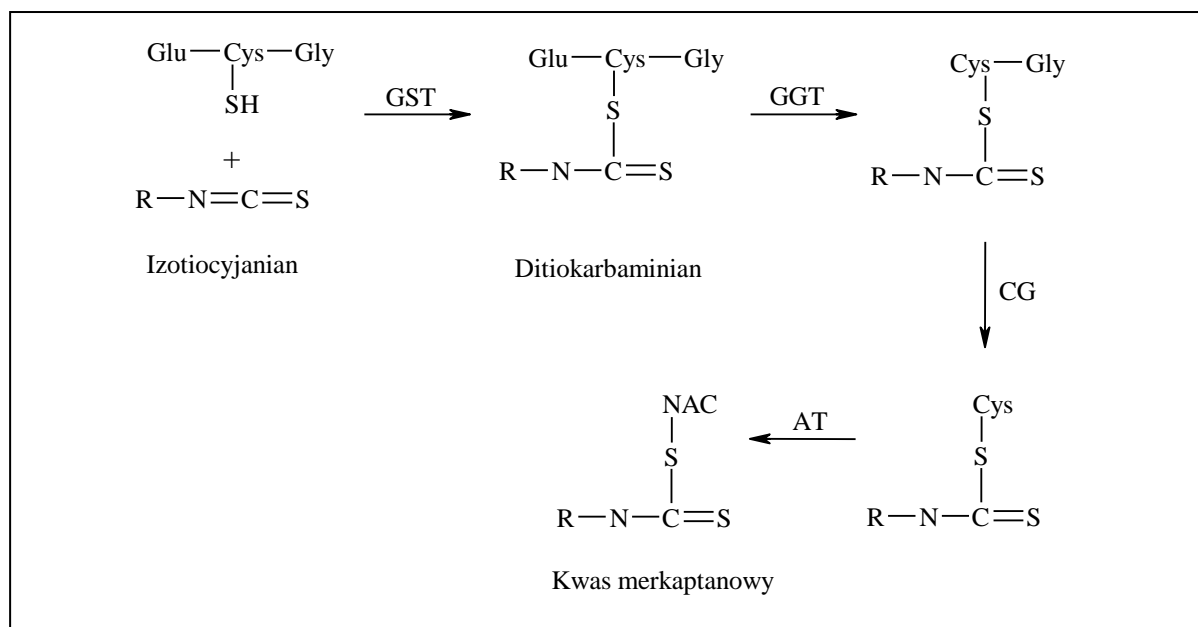 Glu—Cys—Gly
SH
+
R—N=C=S
Izotiocyjanian
GST
Glu—Cys—Gly
S
R—N—C=S
Ditiokarbaminian
GGT
Cys—Gly
S
R—N—C=S
CG
Cys
S
R—N—C=S
AT
NAC
S
R—N—C=S
Kwas merkaptanowy